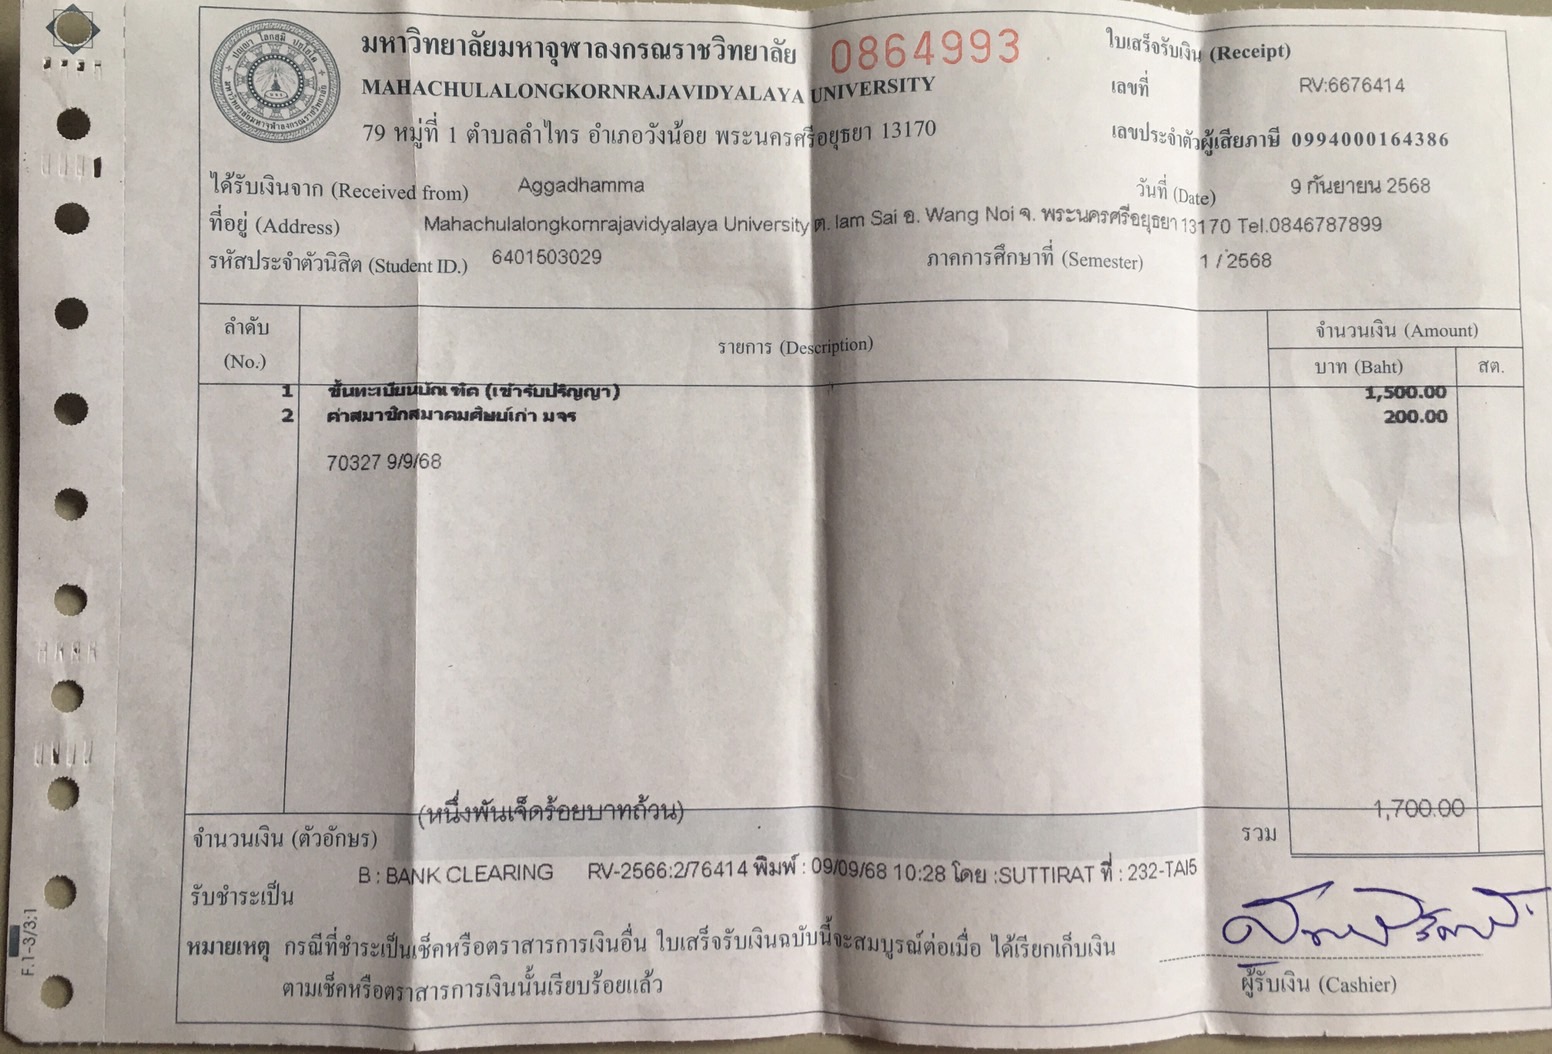 มหาวิทยาลัยมหาจุฬาลงกรณราชวิทยาลัย 0864993 ใบเสร็จรับเงิน (Receipt)
MAHACHULALONGKORNRAJAVIDYALAYA UNIVERSITY เลขที่ RV:6676414
79 หมู่ที่ 1 ตำบลลำไทร อำเภอวังน้อย พระนครศรีอยุธยา 13170 เลขประจำตัวผู้เสียภาษี 0994000164386
ได้รับเงินจาก (Received from) Aggadhamma วันที่ (Date) 9 กันยายน 2568
ที่อยู่ (Address) Mahachulalongkornrajavidyalaya University ต. lam Sai อ. Wang Noi จ. พระนครศรีอยุธยา 13170 Tel.0846787899
รหัสประจำตัวนิสิต (Student ID.) 6401503029 ภาคการศึกษาที่ (Semester) 1 / 2568
ลำดับ (No.) รายการ (Description) จำนวนเงิน (Amount)
บาท (Baht) สต.
1 ขึ้นทะเบียนบัณฑิต (เข้ารับปริญญา) 1,500.00
2 ค่าสมาชิกสมาคมศิษย์เก่า มจร 200.00
70327 9/9/68
(หนึ่งพันเจ็ดร้อยบาทถ้วน) 1,700.00
จำนวนเงิน (ตัวอักษร) รวม
B : BANK CLEARING RV-2566:2/76414 พิมพ์ : 09/09/68 10:28 โดย :SUTTIRAT ที่ : 232-TAI5
รับชำระเป็น
หมายเหตุ กรณีที่ชำระเป็นเช็คหรือตราสารการเงินอื่น ใบเสร็จรับเงินฉบับนี้จะสมบูรณ์ต่อเมื่อ ได้เรียกเก็บเงิน
ตามเช็คหรือตราสารการเงินนั้นเรียบร้อยแล้ว ผู้รับเงิน (Cashier)
F.1-3/3:1